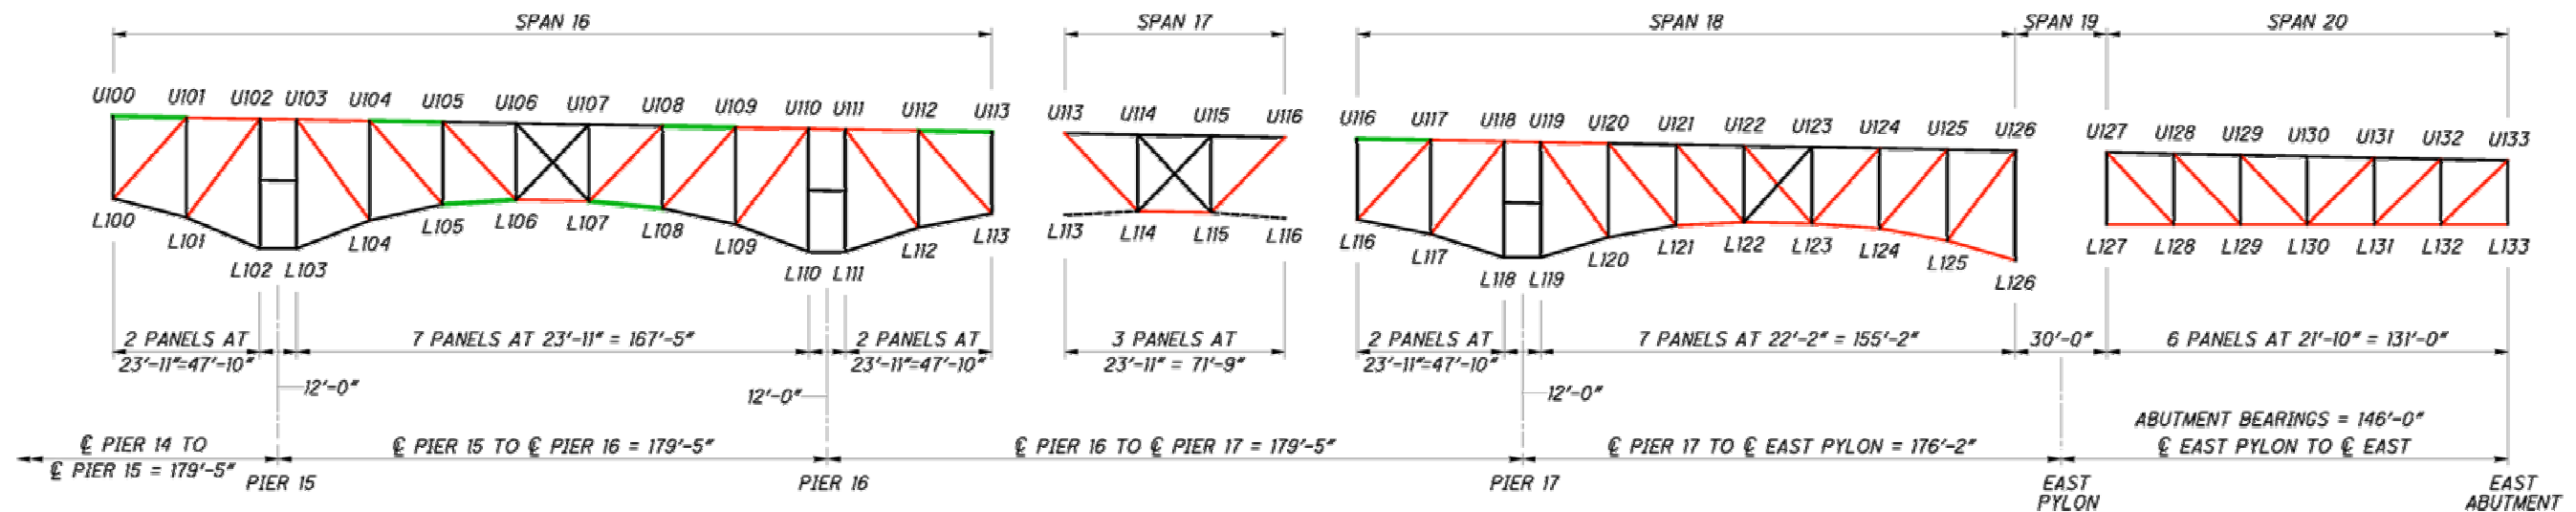 SPAN 16 SPAN 17 SPAN 18 SPAN 19 SPAN 20
U100 U101 U102 U103 U104 U105 U106 U107 U108 U109 U110 U111 U112 U113 U113 U114 U115 U116 U116 U117 U118 U119 U120 U121 U122 U123 U124 U125 U126 U127 U128 U129 U130 U131 U132 U133
L100 L101 L102 L103 L104 L105 L106 L107 L108 L109 L110 L111 L112 L113 L113 L114 L115 L116 L116 L117 L118 L119 L120 L121 L122 L123 L124 L125 L126 L127 L128 L129 L130 L131 L132 L133
2 PANELS AT
23'-11"=47'-10"
12'-0"
7 PANELS AT 23'-11" = 167'-5"
12'-0"
2 PANELS AT
23'-11"=47'-10"
3 PANELS AT
23'-11" = 71'-9"
2 PANELS AT
23'-11"=47'-10"
12'-0"
7 PANELS AT 22'-2" = 155'-2"
30'-0"
6 PANELS AT 21'-10" = 131'-0"
℄ PIER 14 TO
℄ PIER 15 = 179'-5"
℄ PIER 15 TO ℄ PIER 16 = 179'-5"
℄ PIER 16 TO ℄ PIER 17 = 179'-5"
℄ PIER 17 TO ℄ EAST PYLON = 176'-2"
ABUTMENT BEARINGS = 146'-0"
℄ EAST PYLON TO ℄ EAST
PIER 15
PIER 16
PIER 17
EAST
PYLON
EAST
ABUTMENT